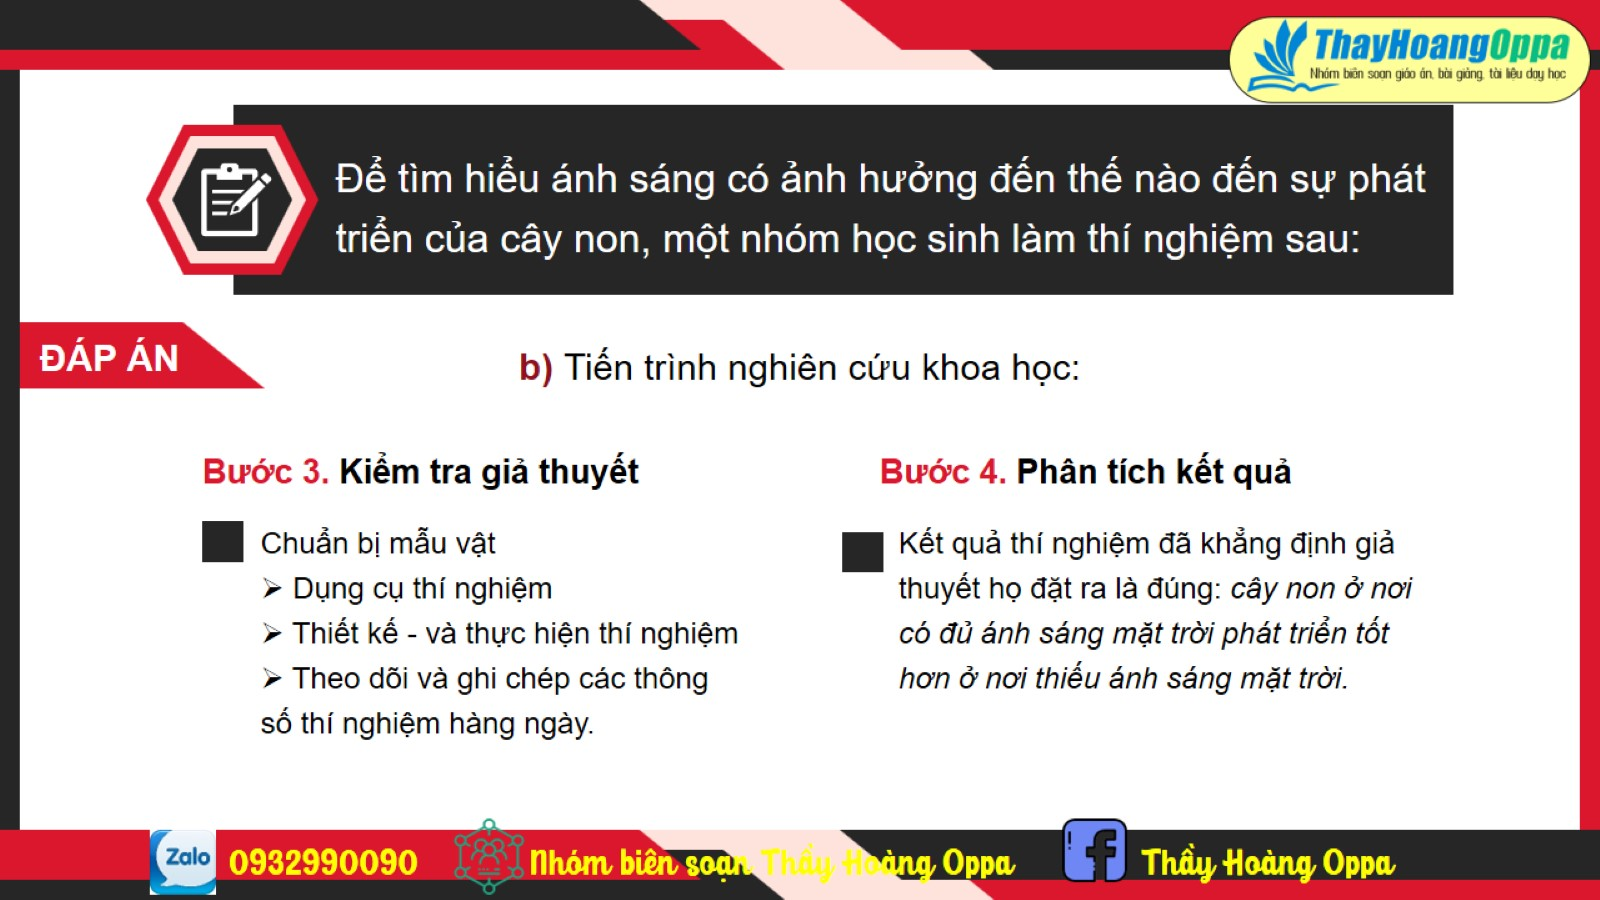 ThayHoangOppa
Nhóm biên soạn giáo án, bài giảng, tài liệu dạy học
Để tìm hiểu ánh sáng có ảnh hưởng đến thế nào đến sự phát
triển của cây non, một nhóm học sinh làm thí nghiệm sau:
ĐÁP ÁN
b) Tiến trình nghiên cứu khoa học:
Bước 3. Kiểm tra giả thuyết
Chuẩn bị mẫu vật
➢ Dụng cụ thí nghiệm
➢ Thiết kế - và thực hiện thí nghiệm
➢ Theo dõi và ghi chép các thông
số thí nghiệm hàng ngày.
Bước 4. Phân tích kết quả
Kết quả thí nghiệm đã khẳng định giả
thuyết họ đặt ra là đúng: cây non ở nơi
có đủ ánh sáng mặt trời phát triển tốt
hơn ở nơi thiếu ánh sáng mặt trời.
Zalo 0932990090
Nhóm biên soạn Thầy Hoàng Oppa
Thầy Hoàng Oppa